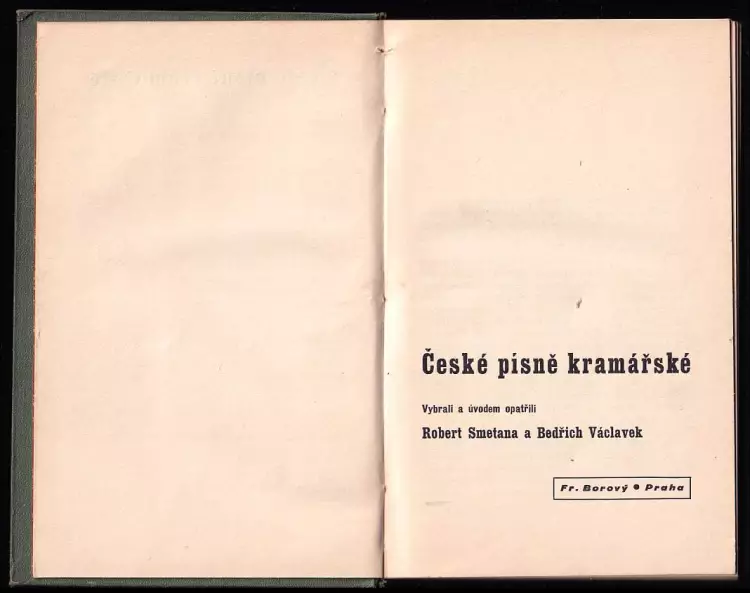 České písně kramářské
Vybrali a úvodem opatřili
Robert Smetana a Bedřich Václavek
Fr. Borový • Praha